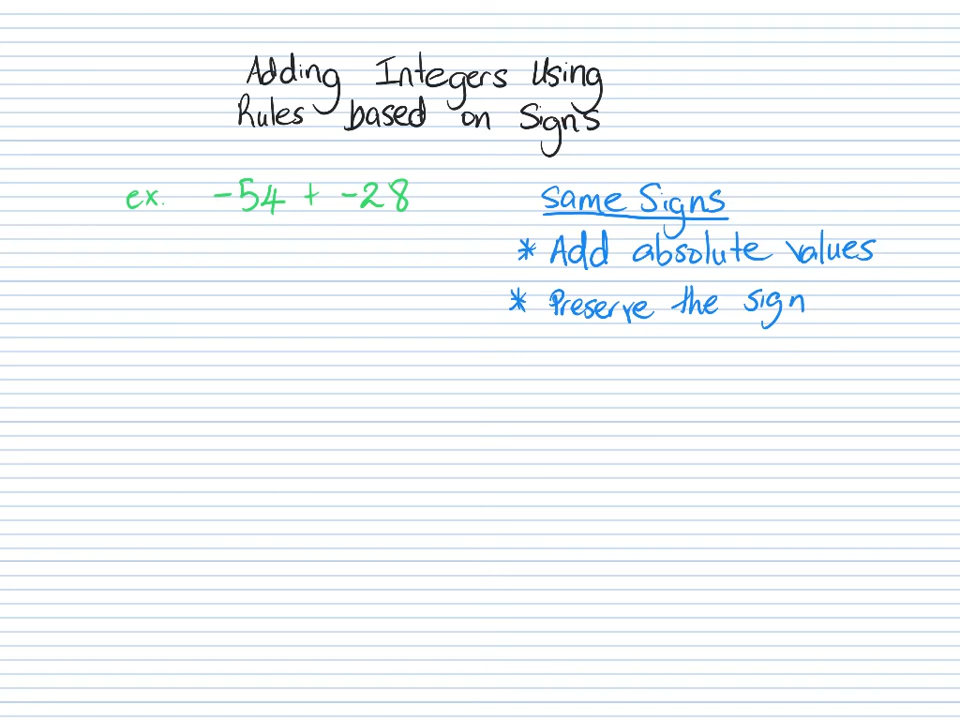 Adding Integers Using
Rules based on Signs
ex. -54 + -28
Same Signs
* Add absolute values
* Preserve the sign